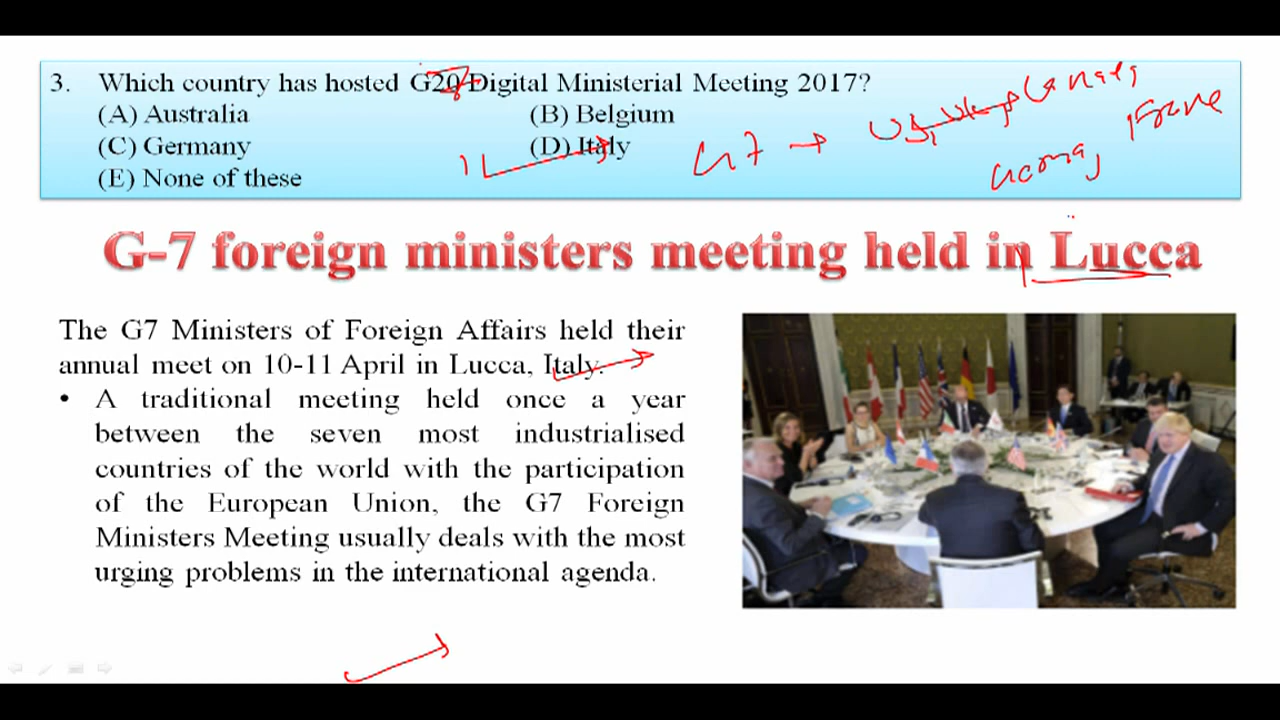 3. Which country has hosted G20 Digital Ministerial Meeting 2017?
(A) Australia (B) Belgium
(C) Germany (D) Italy
(E) None of these
G7 → US, UK, Canada, France
G-7 foreign ministers meeting held in Lucca
The G7 Ministers of Foreign Affairs held their
annual meet on 10-11 April in Lucca, Italy.
• A traditional meeting held once a year
between the seven most industrialised
countries of the world with the participation
of the European Union, the G7 Foreign
Ministers Meeting usually deals with the most
urging problems in the international agenda.